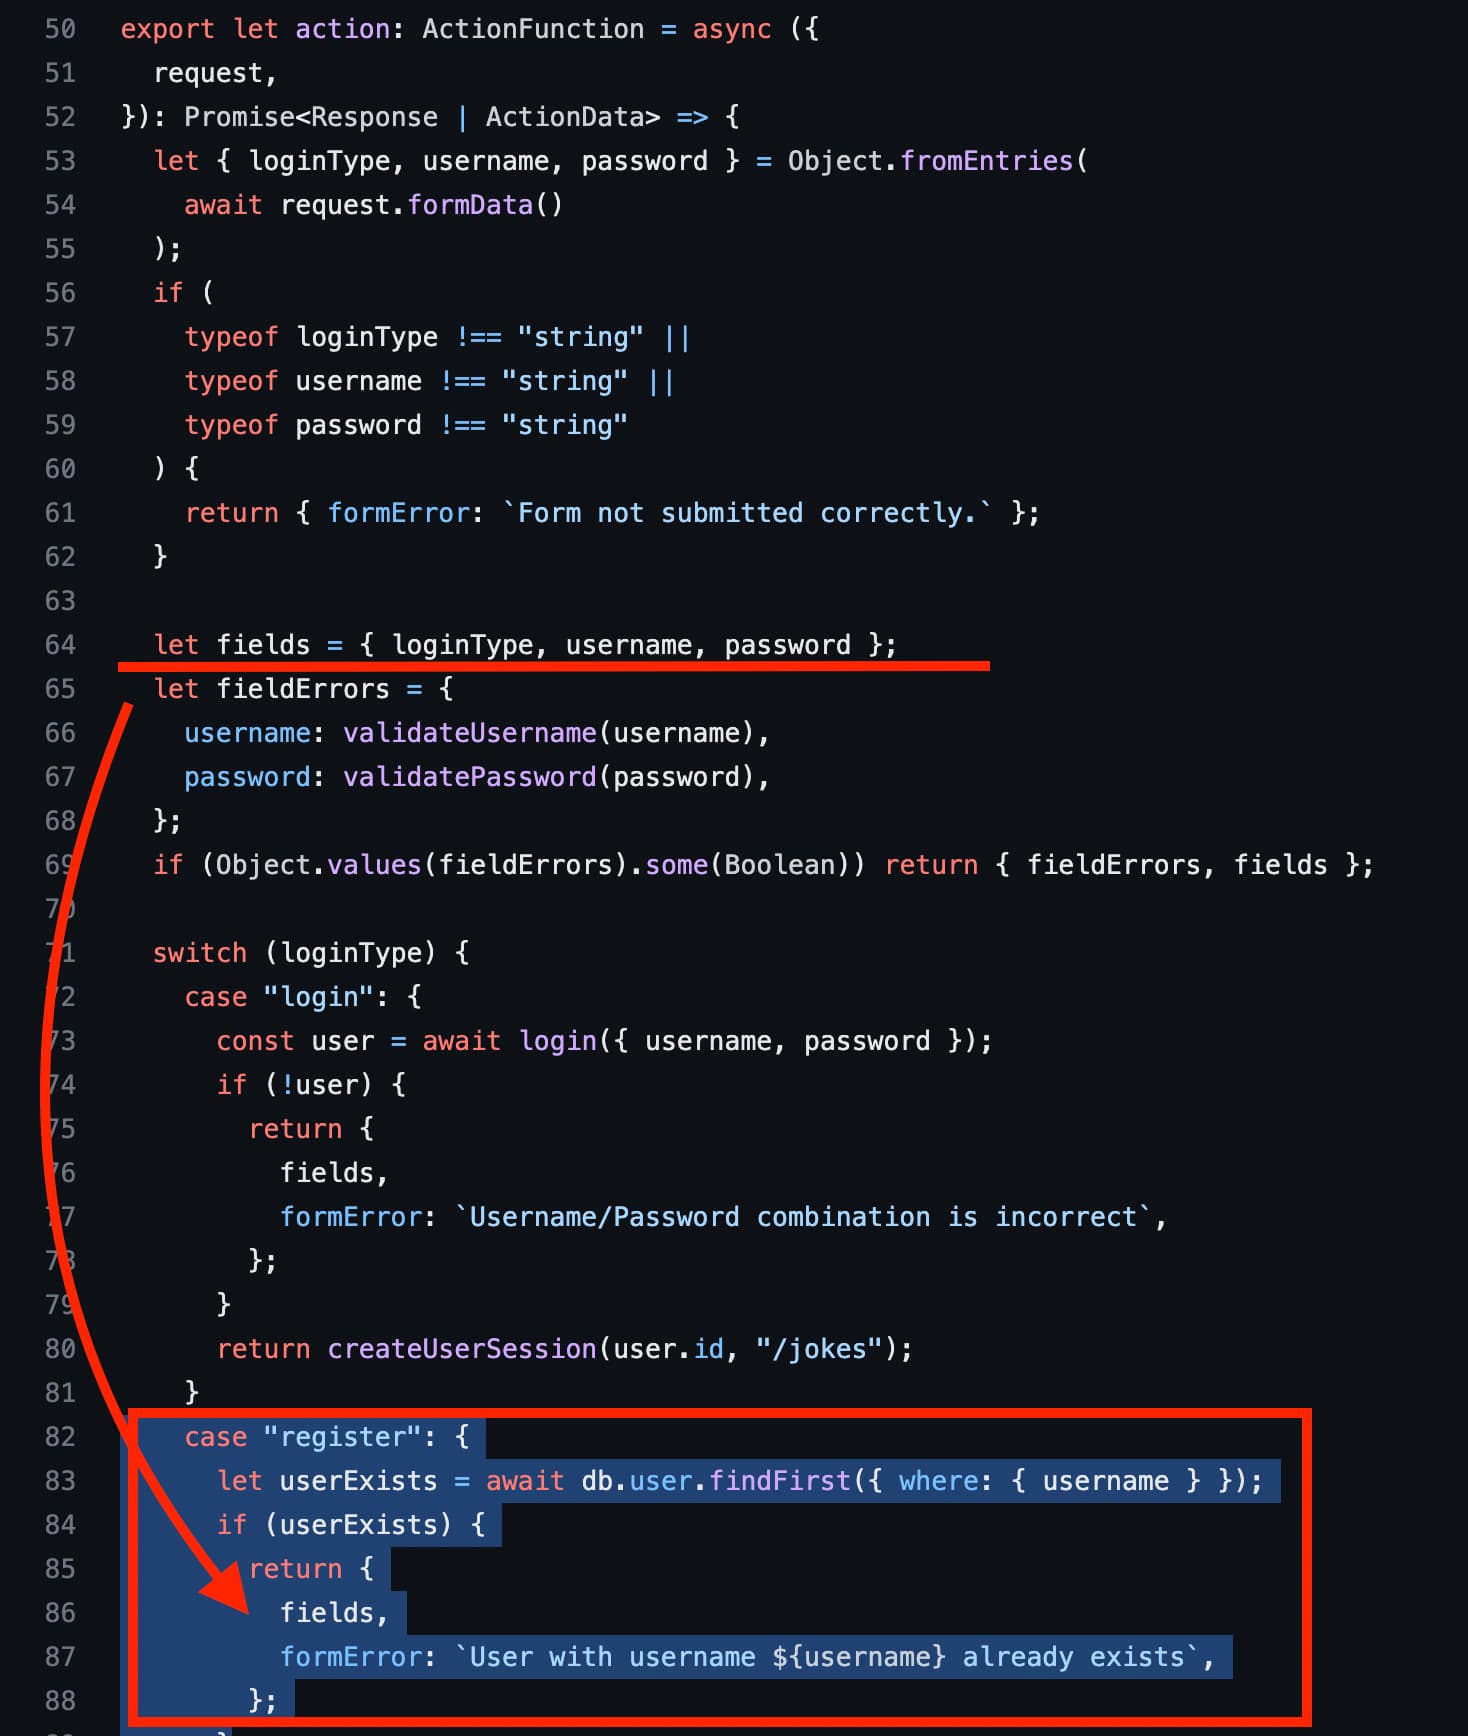 50 export let action: ActionFunction = async ({
51 request,
52 }): Promise<Response | ActionData> => {
53 let { loginType, username, password } = Object.fromEntries(
54 await request.formData()
55 );
56 if (
57 typeof loginType !== "string" ||
58 typeof username !== "string" ||
59 typeof password !== "string"
60 ) {
61 return { formError: `Form not submitted correctly.` };
62 }
63
64 let fields = { loginType, username, password };
65 let fieldErrors = {
66 username: validateUsername(username),
67 password: validatePassword(password),
68 };
69 if (Object.values(fieldErrors).some(Boolean)) return { fieldErrors, fields };
70
71 switch (loginType) {
72 case "login": {
73 const user = await login({ username, password });
74 if (!user) {
75 return {
76 fields,
77 formError: `Username/Password combination is incorrect`,
78 };
79 }
80 return createUserSession(user.id, "/jokes");
81 }
82 case "register": {
83 let userExists = await db.user.findFirst({ where: { username } });
84 if (userExists) {
85 return {
86 fields,
87 formError: `User with username ${username} already exists`,
88 };